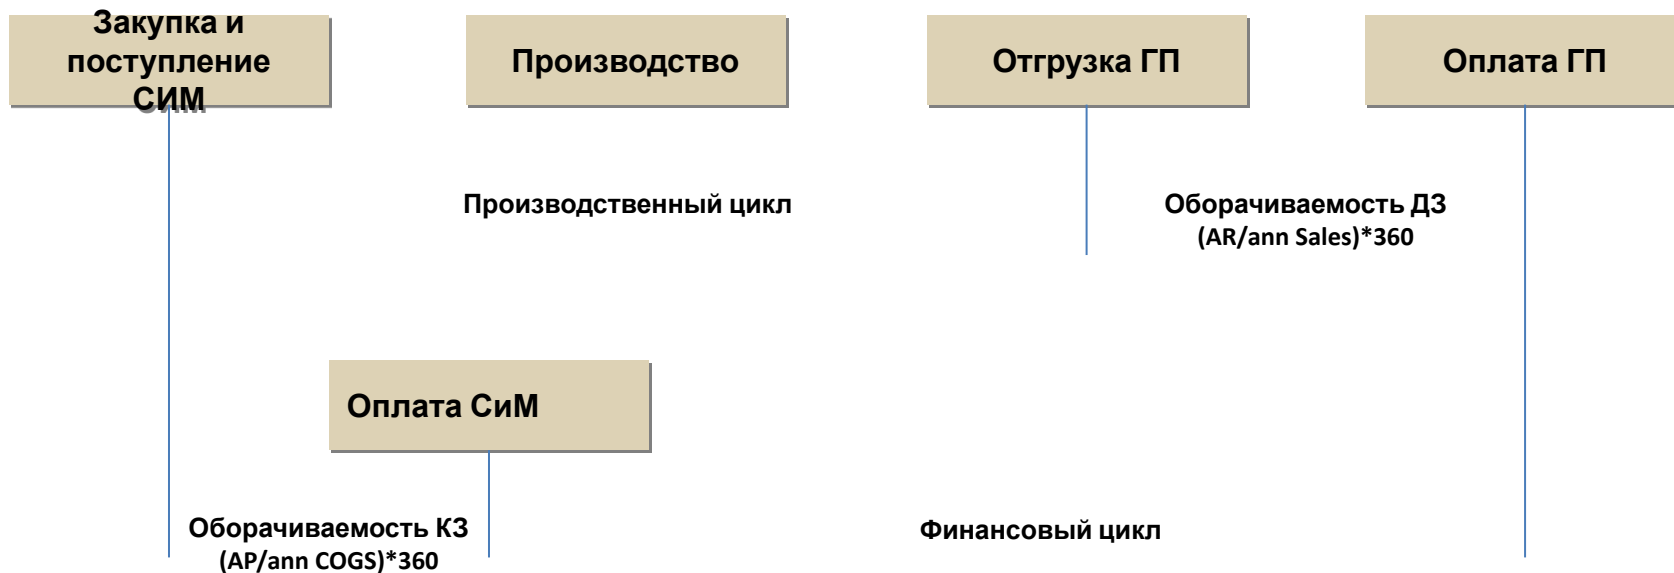 Закупка и
поступление
СИМ
Производство
Отгрузка ГП
Оплата ГП
Производственный цикл
Оборачиваемость ДЗ
(AR/ann Sales)*360
Оплата СиМ
Оборачиваемость КЗ
(AP/ann COGS)*360
Финансовый цикл